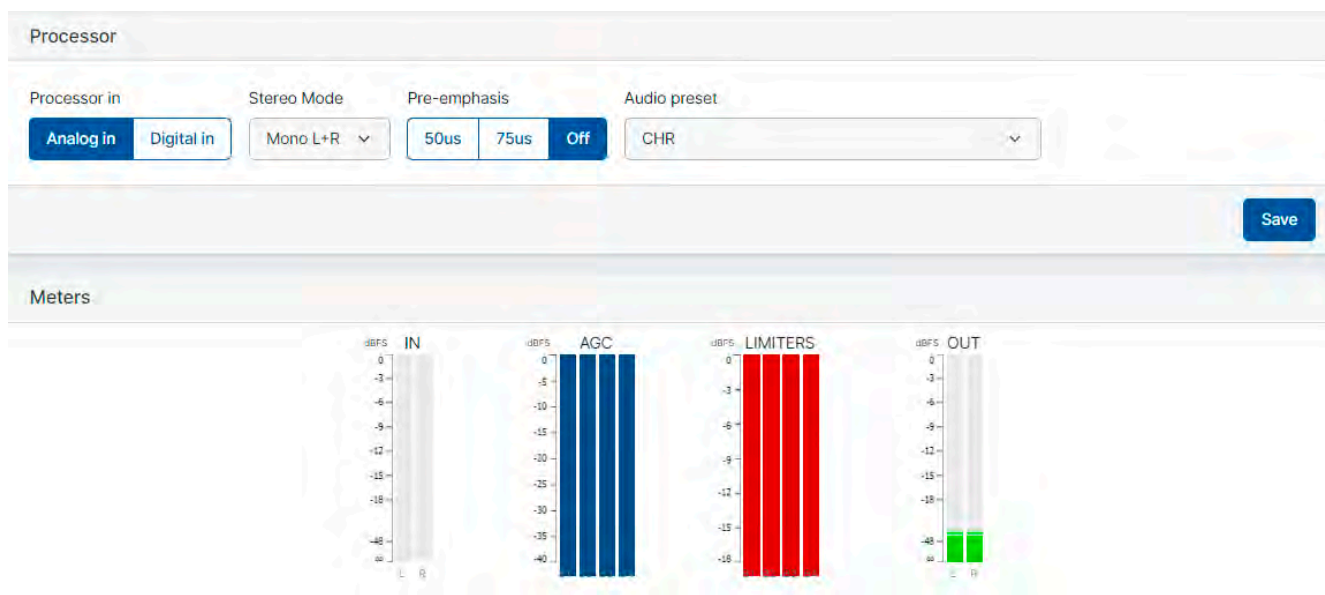 Processor
Processor in Stereo Mode Pre-emphasis Audio preset
Analog in Digital in Mono L+R 50us 75us Off CHR
Save
Meters
dBFS IN dBFS AGC dBFS LIMITERS dBFS OUT
0 0 0 0
-3 -5 -3 -3
-6 -10 -6 -6
-9 -15 -9 -9
-12 -20 -12 -12
-15 -25 -15 -15
-18 -30 -18 -18
-48 -35 -48
∞ -40 ∞
L R L R